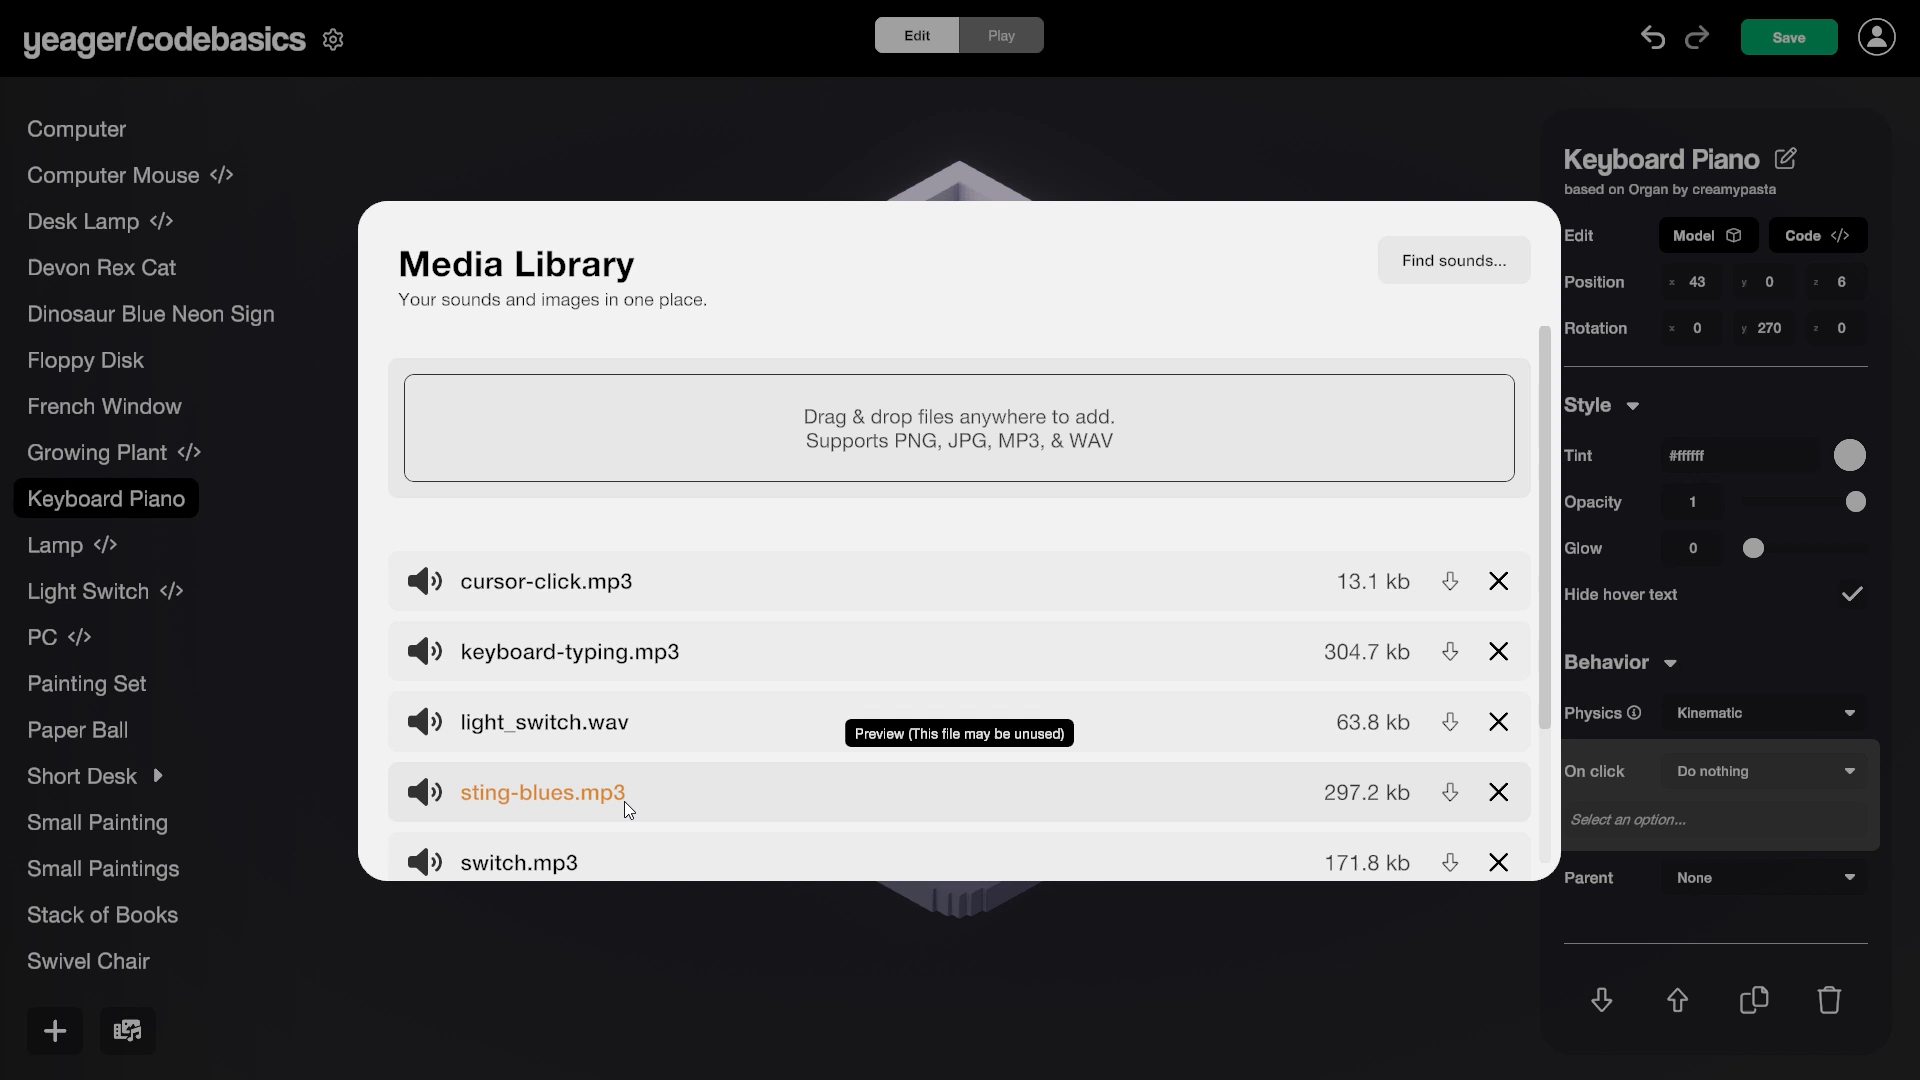 yeager/codebasics
Edit
Play
Save
Computer
Computer Mouse </>
Desk Lamp </>
Devon Rex Cat
Dinosaur Blue Neon Sign
Floppy Disk
French Window
Growing Plant </>
Keyboard Piano
Lamp </>
Light Switch </>
PC </>
Painting Set
Paper Ball
Short Desk
Small Painting
Small Paintings
Stack of Books
Swivel Chair
Media Library
Your sounds and images in one place.
Find sounds...
Drag & drop files anywhere to add.
Supports PNG, JPG, MP3, & WAV
cursor-click.mp3 13.1 kb
keyboard-typing.mp3 304.7 kb
light_switch.wav 63.8 kb
Preview (This file may be unused)
sting-blues.mp3 297.2 kb
switch.mp3 171.8 kb
Keyboard Piano
based on Organ by creamypasta
Edit Model Code </>
Position x 43 y 0 z 6
Rotation x 0 y 270 z 0
Style
Tint #ffffff
Opacity 1
Glow 0
Hide hover text
Behavior
Physics Kinematic
On click Do nothing
Select an option...
Parent None